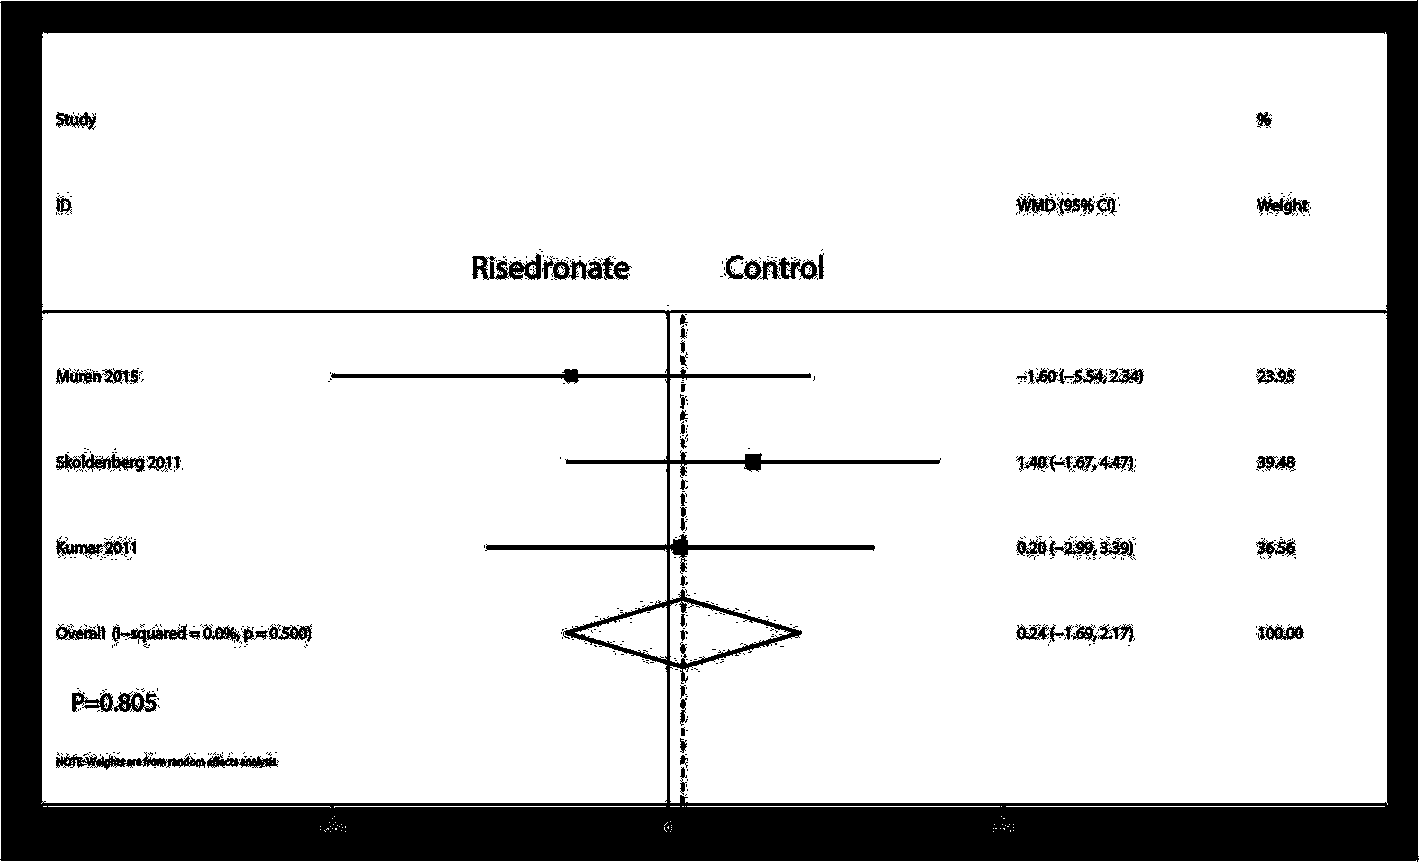 Study %
ID WMD (95% CI) Weight
Risedronate Control
Muren 2015 −1.60 (−5.54, 2.34) 23.95
Skoldenberg 2011 1.40 (−1.67, 4.47) 39.48
Kumar 2011 0.20 (−2.99, 3.39) 36.56
Overall (I−squared = 0.0%, p = 0.500) 0.24 (−1.69, 2.17) 100.00
P=0.805
NOTE: Weights are from random effects analysis
0